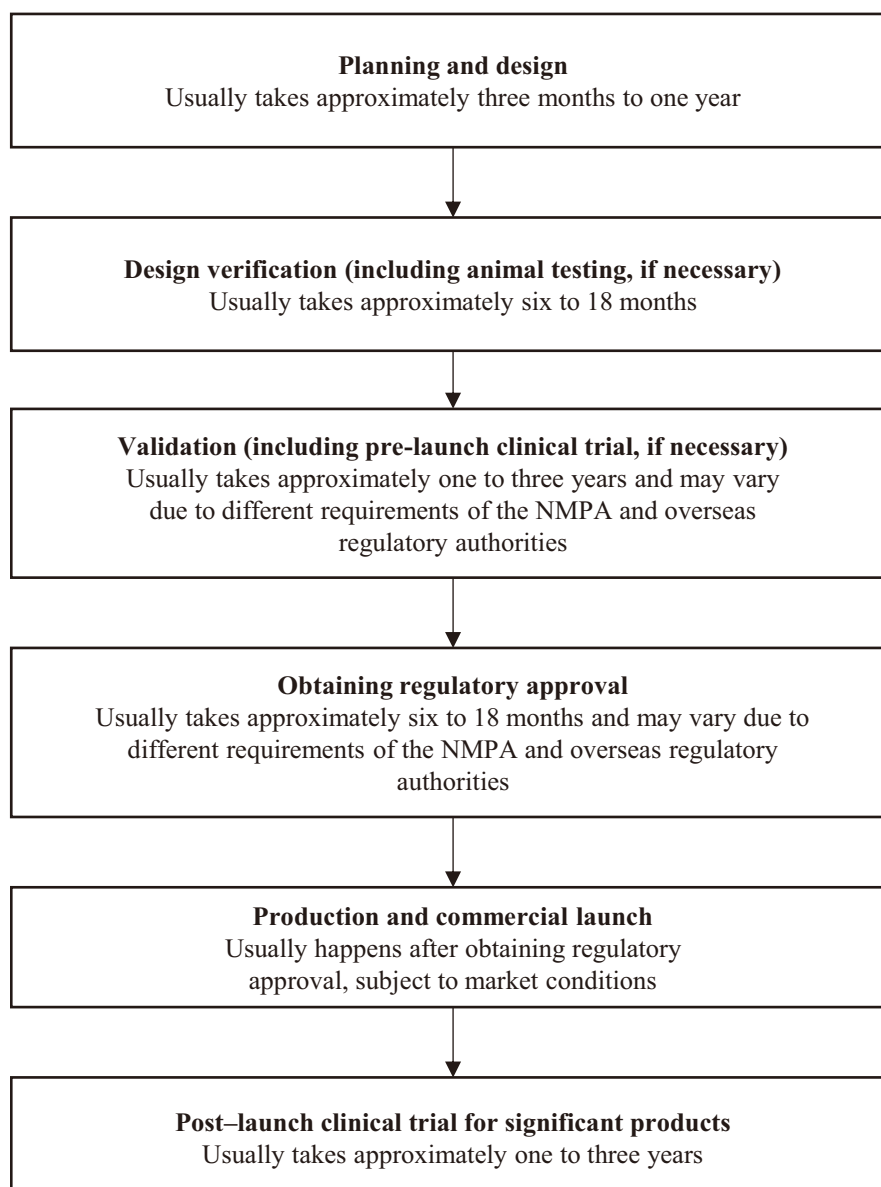 Planning and design
Usually takes approximately three months to one year
Design verification (including animal testing, if necessary)
Usually takes approximately six to 18 months
Validation (including pre-launch clinical trial, if necessary)
Usually takes approximately one to three years and may vary
due to different requirements of the NMPA and overseas
regulatory authorities
Obtaining regulatory approval
Usually takes approximately six to 18 months and may vary due to
different requirements of the NMPA and overseas regulatory
authorities
Production and commercial launch
Usually happens after obtaining regulatory
approval, subject to market conditions
Post–launch clinical trial for significant products
Usually takes approximately one to three years